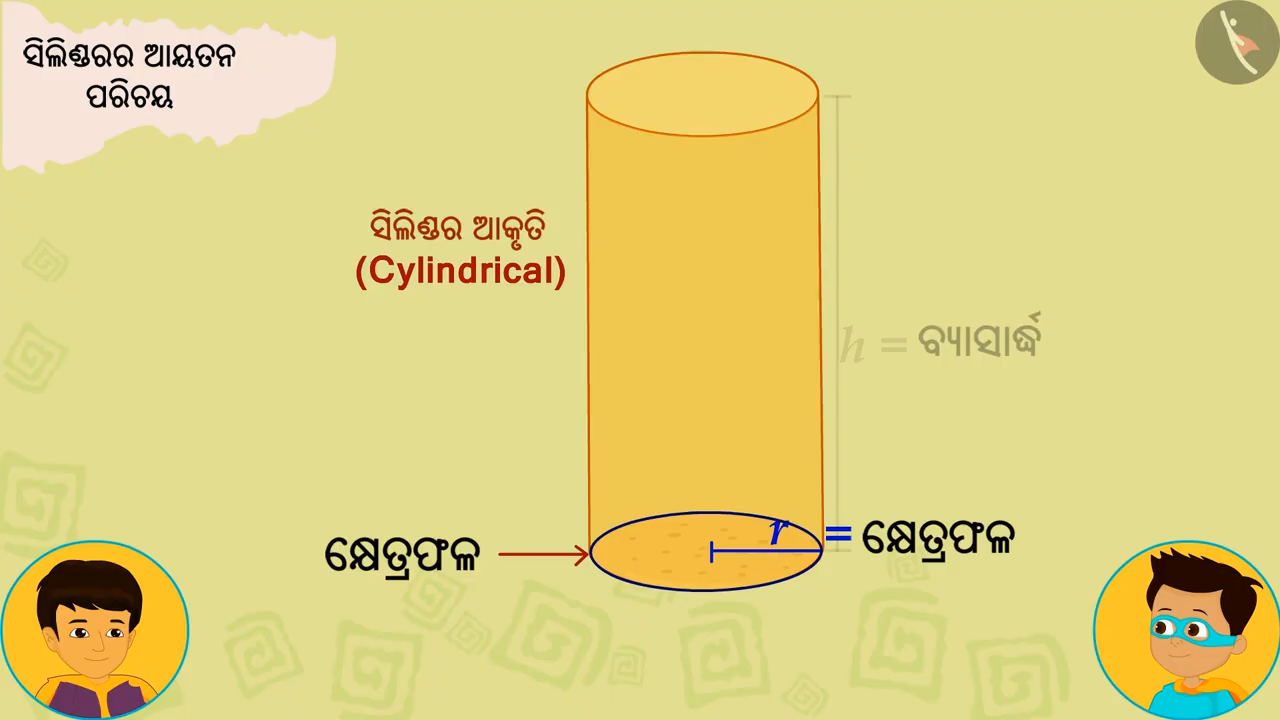 ସିଲିଣ୍ଡରର ଆୟତନ
ପରିଚୟ
ସିଲିଣ୍ଡର ଆକୃତି
(Cylindrical)
h = ବ୍ୟାସାର୍ଦ୍ଧ
r = କ୍ଷେତ୍ରଫଳ
କ୍ଷେତ୍ରଫଳ